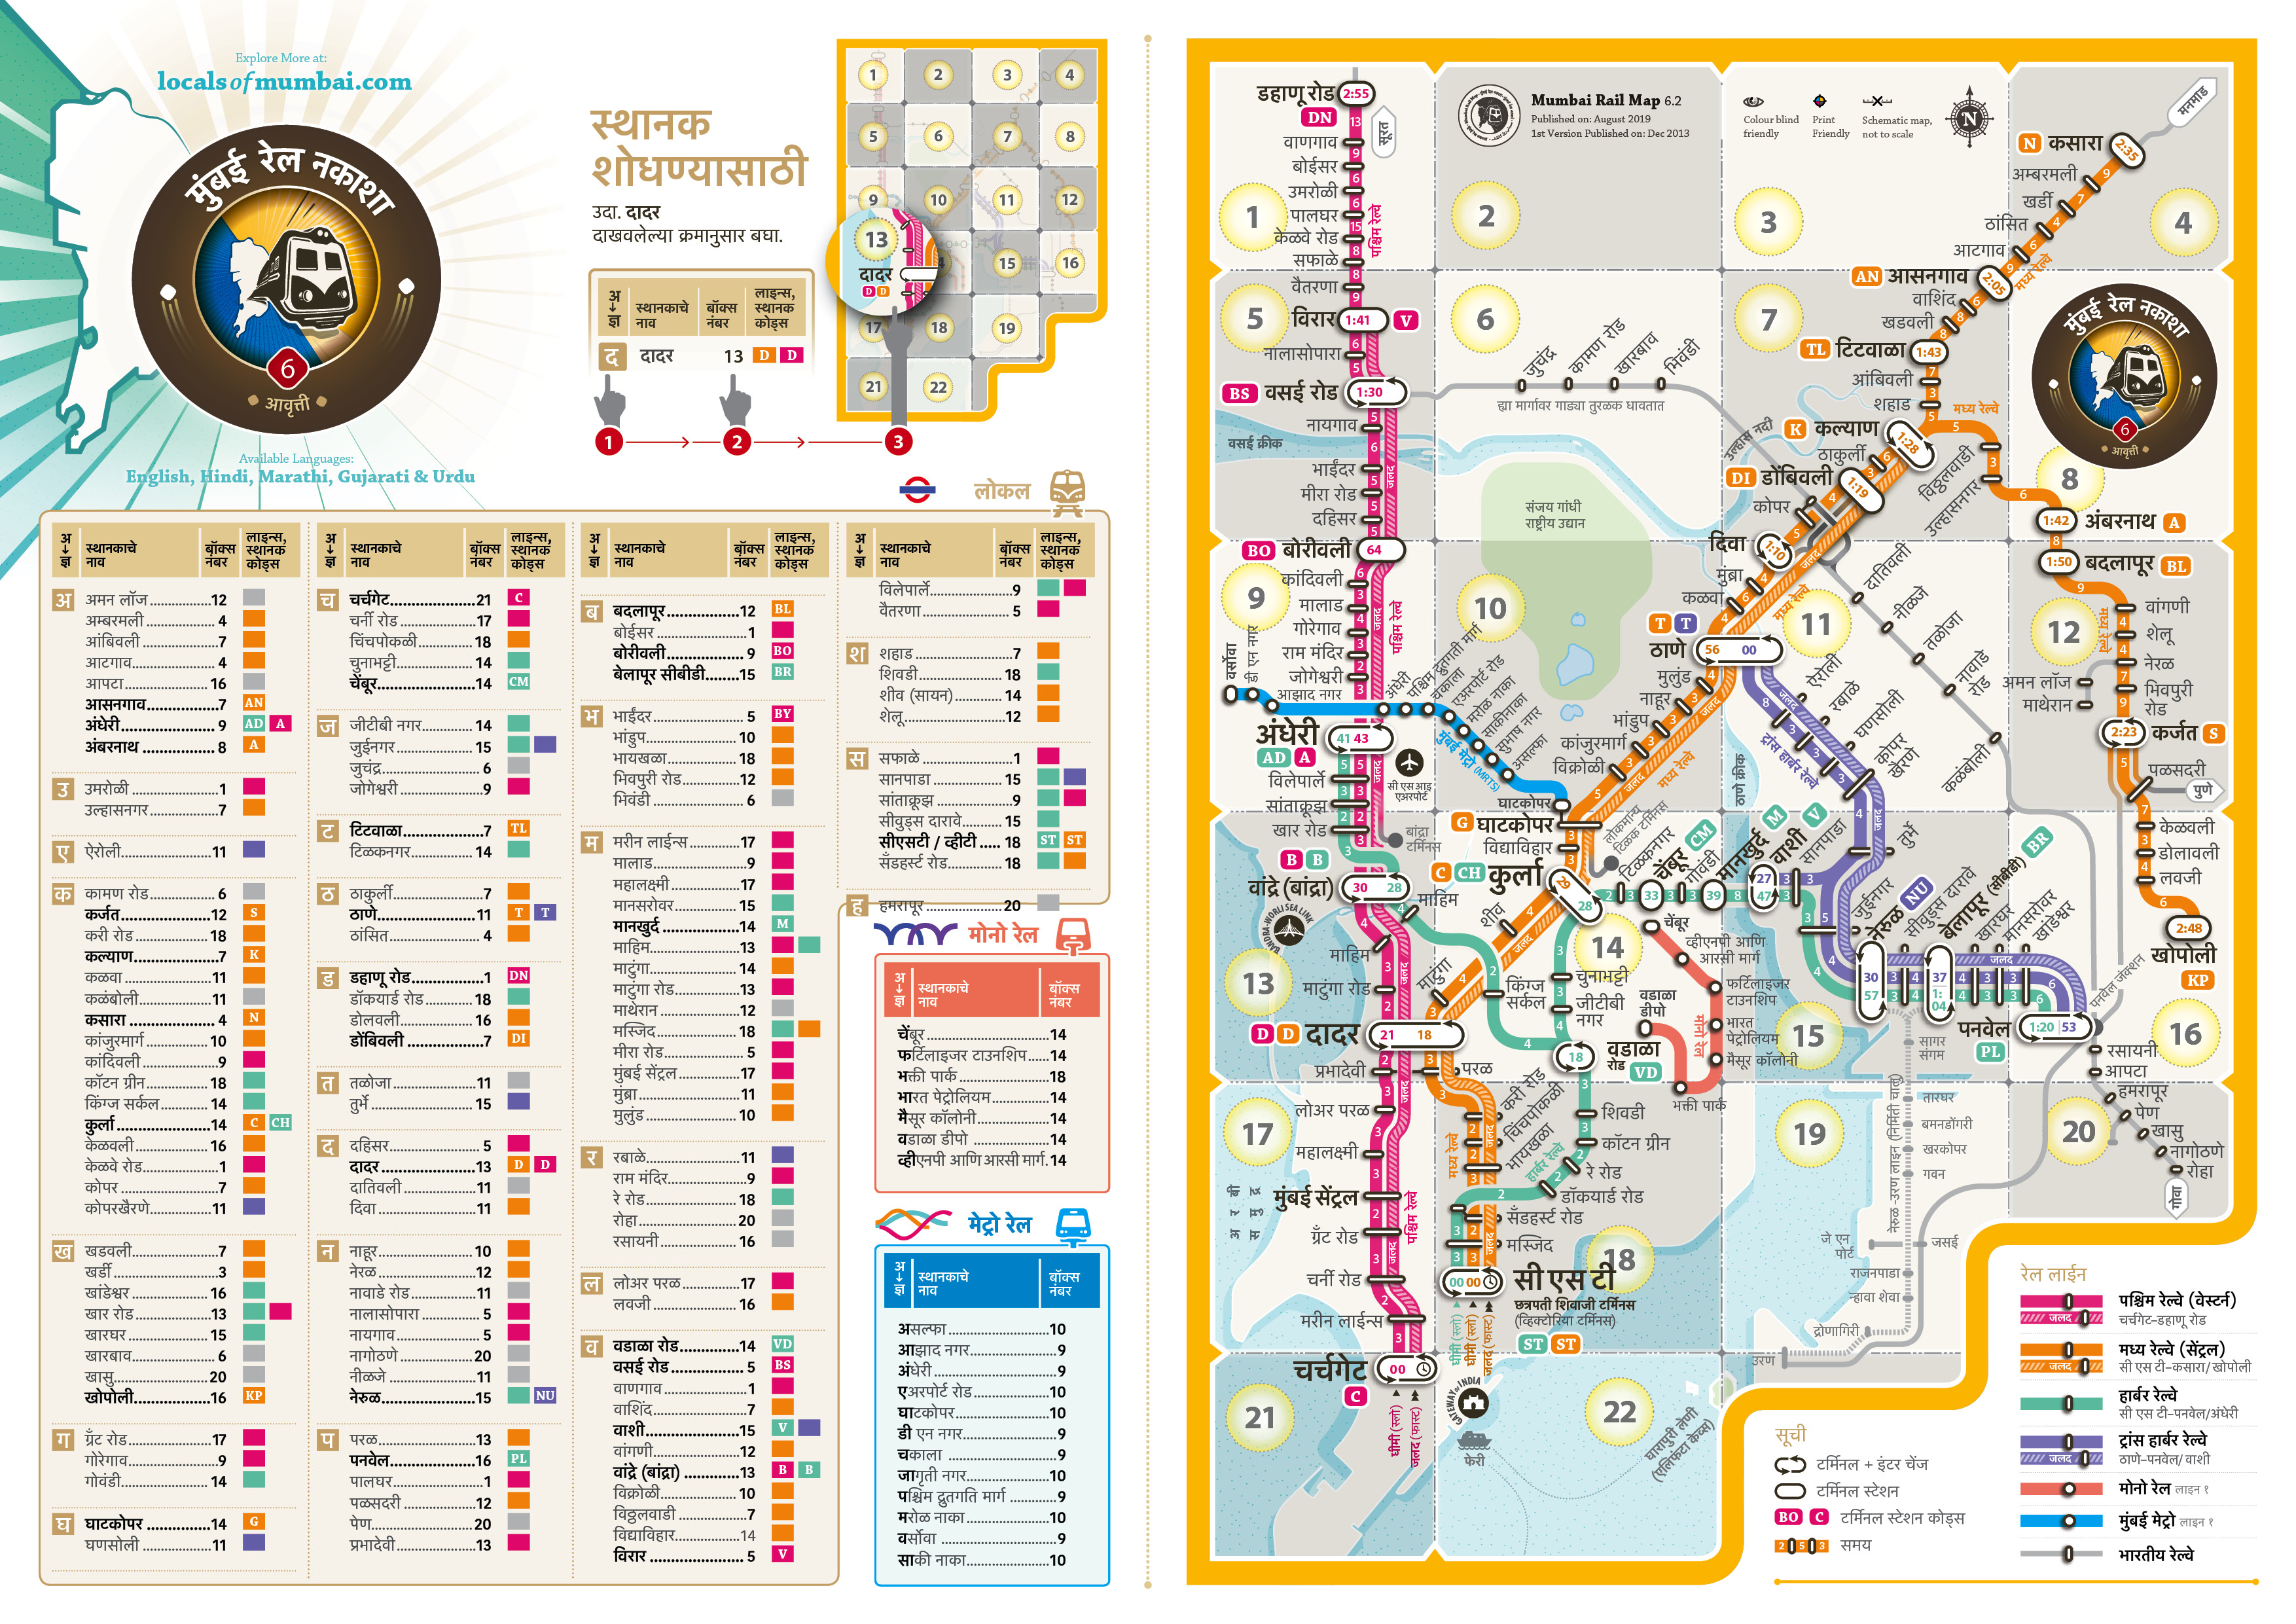 Explore More at:
locals of mumbai.com
मुंबई रेल नकाशा
6
आवृत्ती
Available Languages:
English, Hindi, Marathi, Gujarati & Urdu
स्थानक
शोधण्यासाठी
उदा. दादर
दाखवलेल्या क्रमानुसार बघा.
अ ज्ञ स्थानकाचे नाव बॉक्स नंबर लाइन्स, स्थानक कोड्स
द दादर 13 D D
1 2 3
1 2 3 4
5 6 7 8
9 10 11 12
13 15 16
दादर
D D
17 18 19
21 22
लोकल
अ ज्ञ स्थानकाचे नाव बॉक्स नंबर लाइन्स, स्थानक कोड्स
अ अमन लॉज 12
अम्बरमली 4
आंबिवली 7
आटगाव 4
आपटा 16
आसनगाव 7 AN
अंधेरी 9 AD A
अंबरनाथ 8 A
उ उमरोळी 1
उल्हासनगर 7
ए ऐरोली 11
क कामण रोड 6
कर्जत 12 S
करी रोड 18
कल्याण 7 K
कळवा 11
कळंबोली 11
कसारा 4 N
कांजुरमार्ग 10
कांदिवली 9
कॉटन ग्रीन 18
किंग्ज सर्कल 14
कुर्ला 14 C CH
केळवली 16
केळवे रोड 1
कोपर 7
कोपरखैरणे 11
ख खडवली 7
खर्डी 3
खांडेश्वर 16
खार रोड 13
खारघर 15
खारबाव 6
खासु 20
खोपोली 16 KP
ग ग्रँट रोड 17
गोरेगाव 9
गोवंडी 14
घ घाटकोपर 14 G
घणसोली 11
अ ज्ञ स्थानकाचे नाव बॉक्स नंबर लाइन्स, स्थानक कोड्स
च चर्चगेट 21 C
चर्नी रोड 17
चिंचपोकळी 18
चुनाभट्टी 14
चेंबूर 14 CM
ज जीटीबी नगर 14
जुईनगर 15
जुचंद्र 6
जोगेश्वरी 9
ट टिटवाळा 7 TL
टिळकनगर 14
ठ ठाकुर्ली 7
ठाणे 11 T T
ठांसित 4
ड डहाणू रोड 1 DN
डॉकयार्ड रोड 18
डोलवली 16
डोंबिवली 7 DI
त तळोजा 11
तुर्भे 15
द दहिसर 5
दादर 13 D D
दातिवली 11
दिवा 11
न नाहूर 10
नेरळ 12
नावाडे रोड 11
नालासोपारा 5
नायगाव 5
नागोठणे 20
नीळजे 11
नेरुळ 15 NU
प परळ 13
पनवेल 16 PL
पालघर 1
पळसदरी 12
पेण 20
प्रभादेवी 13
अ ज्ञ स्थानकाचे नाव बॉक्स नंबर लाइन्स, स्थानक कोड्स
ब बदलापूर 12 BL
बोईसर 1
बोरीवली 9 BO
बेलापूर सीबीडी 15 BR
भ भाईंदर 5 BY
भांडुप 10
भायखळा 18
भिवपुरी रोड 12
भिवंडी 6
म मरीन लाईन्स 17
मालाड 9
महालक्ष्मी 17
मानसरोवर 15
मानखुर्द 14 M
माहिम 13
माटुंगा 14
माटुंगा रोड 13
माथेरान 12
मस्जिद 18
मीरा रोड 5
मुंबई सेंट्रल 17
मुंब्रा 11
मुलुंड 10
र रबाळे 11
राम मंदिर 9
रे रोड 18
रोहा 20
रसायनी 16
ल लोअर परळ 17
लवजी 16
व वडाळा रोड 14 VD
वसई रोड 5 BS
वाणगाव 1
वाशिंद 7
वाशी 15 V
वांगणी 12
वांद्रे (बांद्रा) 13 B B
विक्रोळी 10
विठ्ठलवाडी 7
विद्याविहार 14
विरार 5 V
अ ज्ञ स्थानकाचे नाव बॉक्स नंबर लाइन्स, स्थानक कोड्स
विलेपार्ले 9
वैतरणा 5
श शहाड 7
शिवडी 18
शीव (सायन) 14
शेलू 12
स सफाळे 1
सानपाडा 15
सांताक्रूझ 9
सीवुड्स दारावे 15
सीएसटी / व्हीटी 18 ST ST
सँडहर्स्ट रोड 18
ह हमरापूर 20
मोनो रेल
अ ज्ञ स्थानकाचे नाव बॉक्स नंबर
चेंबूर 14
फर्टिलाइजर टाउनशिप 14
भक्ती पार्क 18
भारत पेट्रोलियम 14
मैसूर कॉलोनी 14
वडाळा डीपो 14
व्हीएनपी आणि आरसी मार्ग. 14
मेट्रो रेल
अ ज्ञ स्थानकाचे नाव बॉक्स नंबर
असल्फा 10
आझाद नगर 9
अंधेरी 9
एअरपोर्ट रोड 10
घाटकोपर 10
डी एन नगर 9
चकाला 9
जागृती नगर 10
पश्चिम द्रुतगति मार्ग 9
मरोळ नाका 10
वर्सोवा 9
साकी नाका 10
Mumbai Rail Map 6.2
Published on: August 2019
1st Version Published on: Dec 2013
Colour blind friendly
Print Friendly
Schematic map, not to scale
N
मनमाड
डहाणू रोड 2:55
DN
सूरत
वाणगाव
बोईसर
उमरोळी
पालघर
केळवे रोड
सफाळे
पश्चिम रेल्वे
वैतरणा
विरार 1:41 V
नालासोपारा
BS वसई रोड 1:30
जुचंद्र
कामण रोड
खारबाव
भिवंडी
ह्या मार्गावर गाड्या तुरळक धावतात
नायगाव
वसई क्रीक
भाईंदर
मीरा रोड
दहिसर
BO बोरीवली 64
कांदिवली
मालाड
गोरेगाव
राम मंदिर
जोगेश्वरी
पश्चिम रेल्वे
संजय गांधी
राष्ट्रीय उद्यान
उल्हास नदी
N कसारा 2:35
अम्बरमली
खर्डी
ठांसित
आटगाव
AN आसनगाव 2:05
मध्य रेल्वे
वाशिंद
खडवली
TL टिटवाळा 1:43
आंबिवली
शहाड
मध्य रेल्वे
K कल्याण 1:28
ठाकुर्ली
DI डोंबिवली 1:19
कोपर
दिवा 1:10
मुंब्रा
कळवा
T T
ठाणे 56 00
मुलुंड
नाहूर
भांडुप
कांजुरमार्ग
विक्रोळी
मध्य रेल्वे
विठ्ठलवाडी
उल्हासनगर
मुंबई रेल नकाशा
6
आवृत्ती
1:42 अंबरनाथ A
1:50 बदलापूर BL
वांगणी
शेलू
नेरळ
अमन लॉज
माथेरान
भिवपुरी
रोड
2:23 कर्जत S
पळसदरी
पुणे
केळवली
डोलावली
लवजी
2:48
खोपोली
KP
दातिवली
नीळजे
तळोजा
नावाडे
रोड
कळंबोली
ऐरोली
रबाळे
घणसोली
कोपर
खैरणे
तुर्भे
ट्रांस हार्बर रेल्वे
ठाणे क्रीक
वर्सोवा
डी एन नगर
आझाद नगर
अंधेरी
पश्चिम द्रुतगती मार्ग
चकाला
एअरपोर्ट रोड
मरोळ नाका
साकीनाका
सुभाष नगर
असल्फा
मुंबई मेट्रो (MRTS)
घाटकोपर
अंधेरी 41 43
AD A
विलेपार्ले
सांताक्रूझ
खार रोड
सी एस आइ
एअरपोर्ट
बांद्रा
टर्मिनस
B B
वांद्रे (बांद्रा) 30 28
BANDRA-WORLI SEA LINK
माहिम
माहिम
माटुंगा रोड
G घाटकोपर
विद्याविहार
लोकमान्य
टिळक टर्मिनस
C CH कुर्ला 29 28
शीव
माटुंगा
D D दादर 21 18
प्रभादेवी
परळ
टिळकनगर
चेंबूर CM 33
गोवंडी
मानखुर्द M 39
वाशी V 27 47
सानपाडा
जुईनगर
नेरुळ NU 30 57
सीवुड्स दारावे
बेलापूर (सीबीडी) BR 37 1:04
खारघर
मानसरोवर
खांडेश्वर
पनवेल 1:20 53
PL
पनवेल जंक्शन
चुनाभट्टी
किंग्ज
सर्कल
जीटीबी
नगर
18 वडाळा
रोड VD
चेंबूर
व्हीएनपी आणि
आरसी मार्ग
फर्टिलाइजर
टाउनशिप
भारत
पेट्रोलियम
मैसूर कॉलोनी
भक्ती पार्क
वडाळा
डीपो
मोनो रेल
रसायनी
आपटा
हमरापूर
पेण
खासु
नागोठणे
रोहा
गोवा
लोअर परळ
महालक्ष्मी
मुंबई सेंट्रल
ग्रँट रोड
चर्नी रोड
मरीन लाईन्स
चर्चगेट 00
C
पश्चिम रेल्वे
अरबी समुद्र
करी रोड
चिंचपोकळी
भायखळा
मध्य रेल्वे
हार्बर रेल्वे
शिवडी
कॉटन ग्रीन
रे रोड
डॉकयार्ड रोड
सँडहर्स्ट रोड
मस्जिद
00 00 सी एस टी
छत्रपती शिवाजी टर्मिनस
(व्हिक्टोरिया टर्मिनस)
ST ST
धीमी (स्लो)
धीमी (स्लो)
जलद (फास्ट)
धीमी (स्लो)
जलद (फास्ट)
GATEWAY of INDIA
फेरी
घारापुरी लेणी
(एलिफंटा केव्स)
सागर
संगम
तारघर
बमनडोंगरी
खरकोपर
गवन
नेरुळ -उरण लाइन (निर्मिती चालू)
जे एन
पोर्ट
जसई
राजनपाडा
न्हावा शेवा
द्रोणागिरी
उरण
1 2 3 4 5 6 7 8 9 10 11 12 13 14 15 16 17 18 19 20 21 22
सूची
टर्मिनल + इंटर चेंज
टर्मिनल स्टेशन
BO C टर्मिनल स्टेशन कोड्स
2 5 3 समय
रेल लाईन
पश्चिम रेल्वे (वेस्टर्न)
जलद चर्चगेट-डहाणू रोड
मध्य रेल्वे (सेंट्रल)
जलद सी एस टी-कसारा/ खोपोली
हार्बर रेल्वे
सी एस टी-पनवेल/अंधेरी
ट्रांस हार्बर रेल्वे
जलद ठाणे-पनवेल/ वाशी
मोनो रेल लाइन १
मुंबई मेट्रो लाइन १
भारतीय रेल्वे